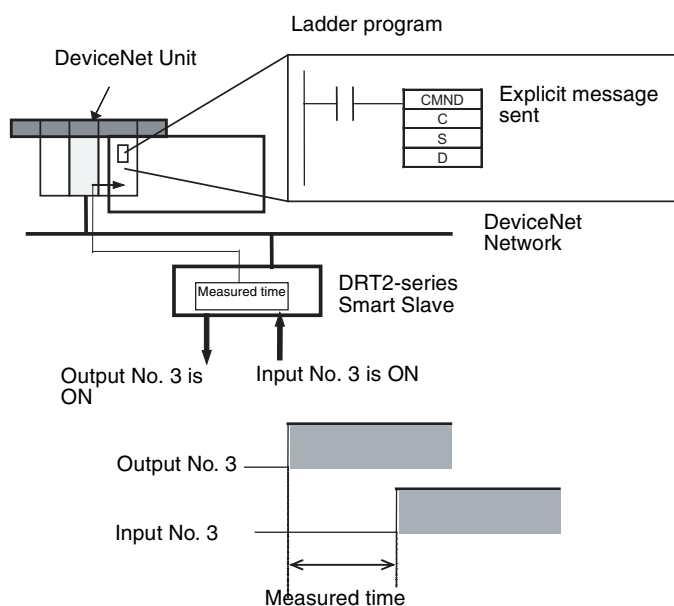 Ladder program
DeviceNet Unit
CMND
C
S
D
Explicit message
sent
DeviceNet
Network
Measured time
DRT2-series
Smart Slave
Output No. 3 is
ON
Input No. 3 is ON
Output No. 3
Input No. 3
Measured time